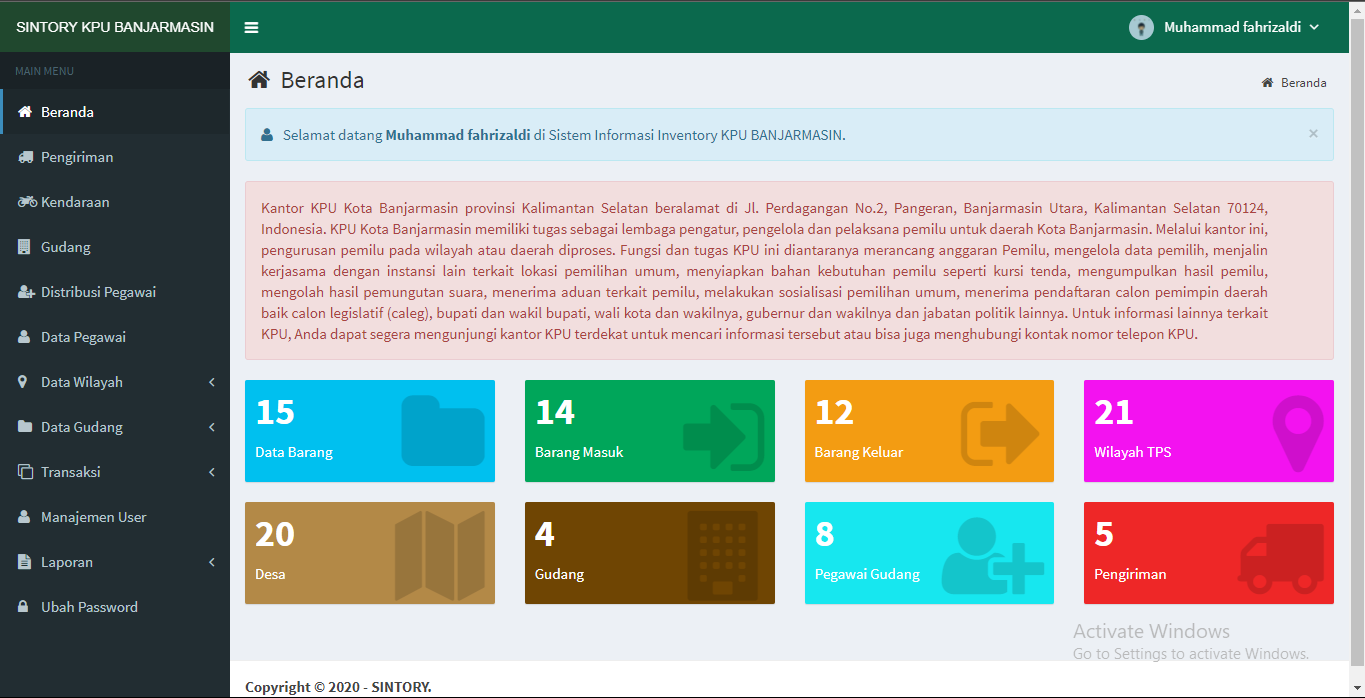 SINTORY KPU BANJARMASIN
Muhammad fahrizaldi
MAIN MENU
Beranda
Pengiriman
Kendaraan
Gudang
Distribusi Pegawai
Data Pegawai
Data Wilayah
Data Gudang
Transaksi
Manajemen User
Laporan
Ubah Password
Beranda
Beranda
Selamat datang Muhammad fahrizaldi di Sistem Informasi Inventory KPU BANJARMASIN.
×
Kantor KPU Kota Banjarmasin provinsi Kalimantan Selatan beralamat di Jl. Perdagangan No.2, Pangeran, Banjarmasin Utara, Kalimantan Selatan 70124,
Indonesia. KPU Kota Banjarmasin memiliki tugas sebagai lembaga pengatur, pengelola dan pelaksana pemilu untuk daerah Kota Banjarmasin. Melalui kantor ini,
pengurusan pemilu pada wilayah atau daerah diproses. Fungsi dan tugas KPU ini diantaranya merancang anggaran Pemilu, mengelola data pemilih, menjalin
kerjasama dengan instansi lain terkait lokasi pemilihan umum, menyiapkan bahan kebutuhan pemilu seperti kursi tenda, mengumpulkan hasil pemilu,
mengolah hasil pemungutan suara, menerima aduan terkait pemilu, melakukan sosialisasi pemilihan umum, menerima pendaftaran calon pemimpin daerah
baik calon legislatif (caleg), bupati dan wakil bupati, wali kota dan wakilnya, gubernur dan wakilnya dan jabatan politik lainnya. Untuk informasi lainnya terkait
KPU, Anda dapat segera mengunjungi kantor KPU terdekat untuk mencari informasi tersebut atau bisa juga menghubungi kontak nomor telepon KPU.
15
Data Barang
14
Barang Masuk
12
Barang Keluar
21
Wilayah TPS
20
Desa
4
Gudang
8
Pegawai Gudang
5
Pengiriman
Activate Windows
Go to Settings to activate Windows.
Copyright © 2020 - SINTORY.